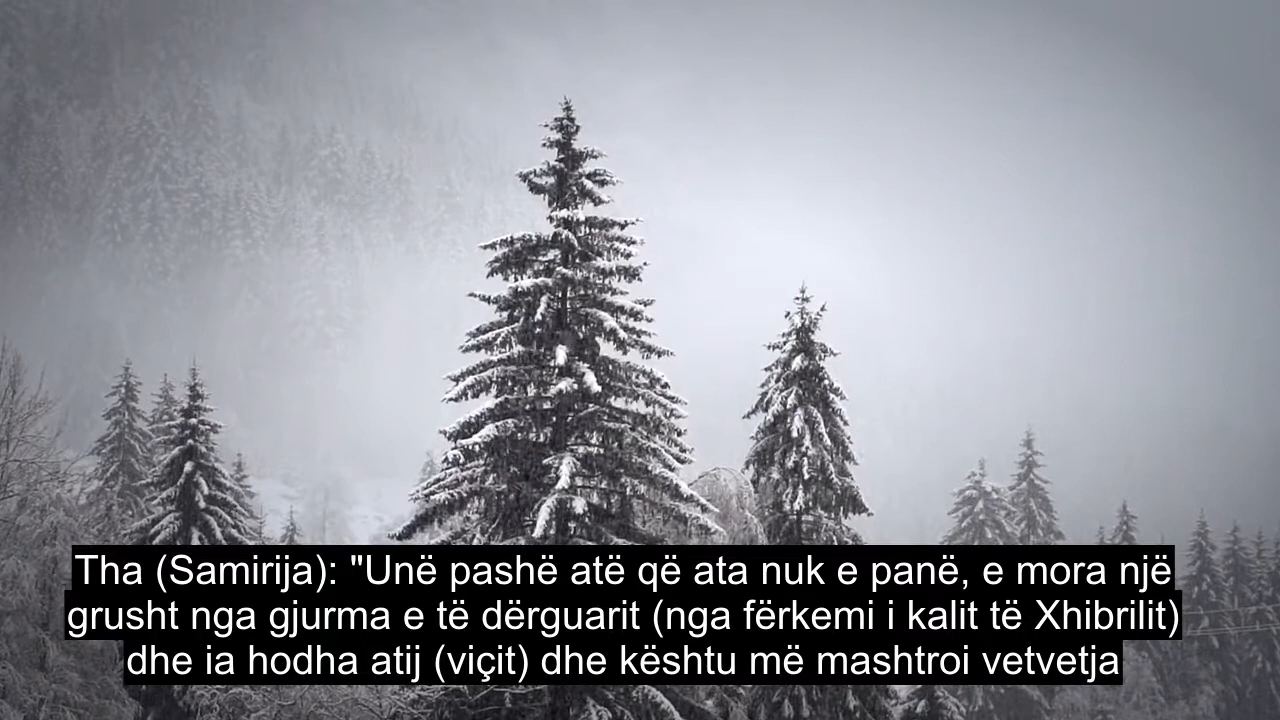 Tha (Samirija): "Unë pashë atë që ata nuk e panë, e mora një
grusht nga gjurma e të dërguarit (nga fërkemi i kalit të Xhibrilit)
dhe ia hodha atij (viçit) dhe kështu më mashtroi vetvetja